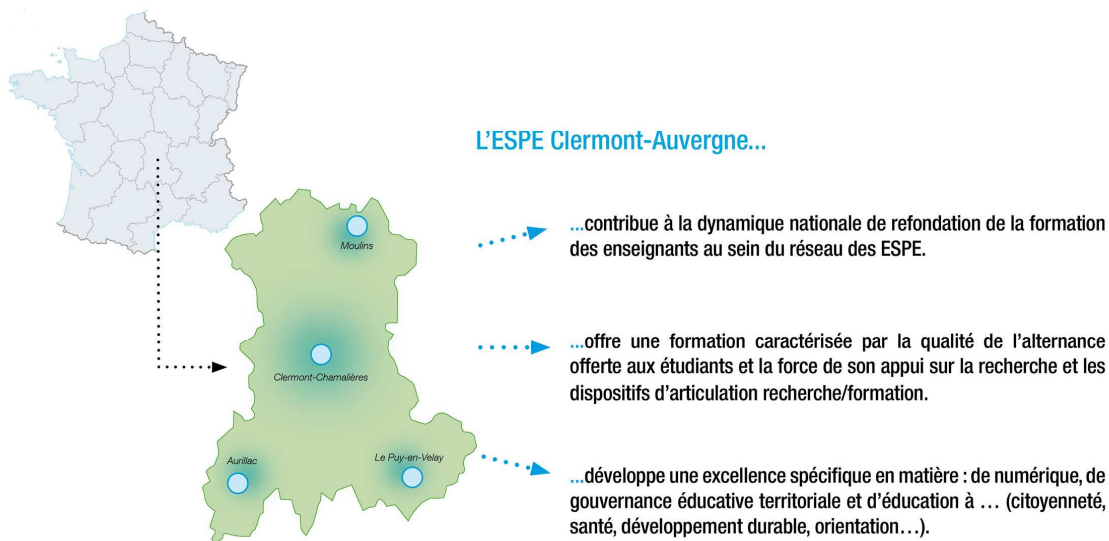 L'ESPE Clermont-Auvergne...
...contribue à la dynamique nationale de refondation de la formation
des enseignants au sein du réseau des ESPE.
Moulins
...offre une formation caractérisée par la qualité de l'alternance
offerte aux étudiants et la force de son appui sur la recherche et les
dispositifs d'articulation recherche/formation.
Clermont-Chamalières
Aurillac
Le Puy-en-Velay
...développe une excellence spécifique en matière : de numérique, de
gouvernance éducative territoriale et d'éducation à ... (citoyenneté,
santé, développement durable, orientation...).